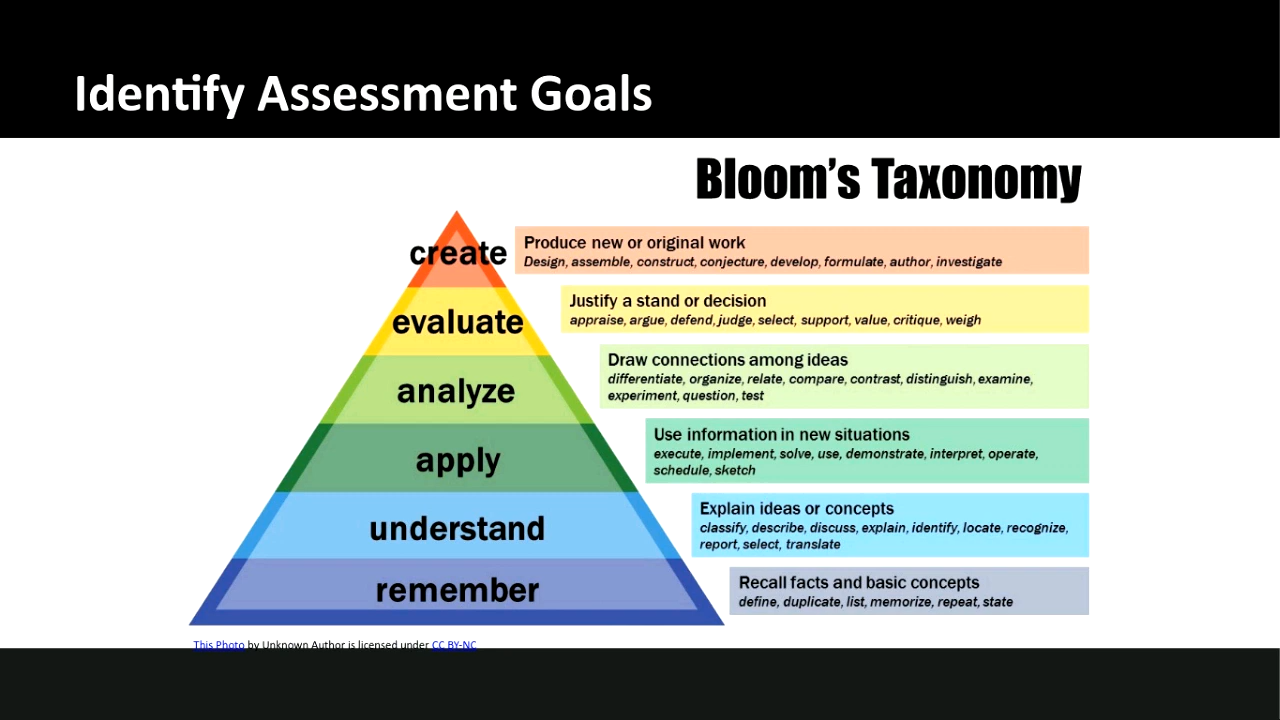 Identify Assessment Goals
Bloom's Taxonomy
create
Produce new or original work
Design, assemble, construct, conjecture, develop, formulate, author, investigate
evaluate
Justify a stand or decision
appraise, argue, defend, judge, select, support, value, critique, weigh
analyze
Draw connections among ideas
differentiate, organize, relate, compare, contrast, distinguish, examine,
experiment, question, test
apply
Use information in new situations
execute, implement, solve, use, demonstrate, interpret, operate,
schedule, sketch
understand
Explain ideas or concepts
classify, describe, discuss, explain, identify, locate, recognize,
report, select, translate
remember
Recall facts and basic concepts
define, duplicate, list, memorize, repeat, state
This Photo by Unknown Author is licensed under CC BY-NC